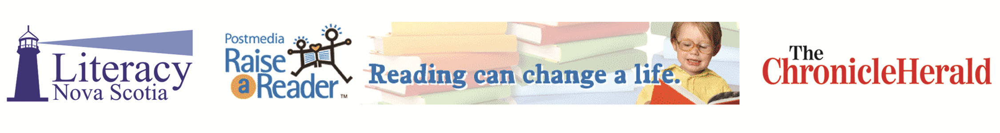 Literacy
Nova Scotia
Postmedia
Raise
a Reader ™
Reading can change a life.
The
ChronicleHerald